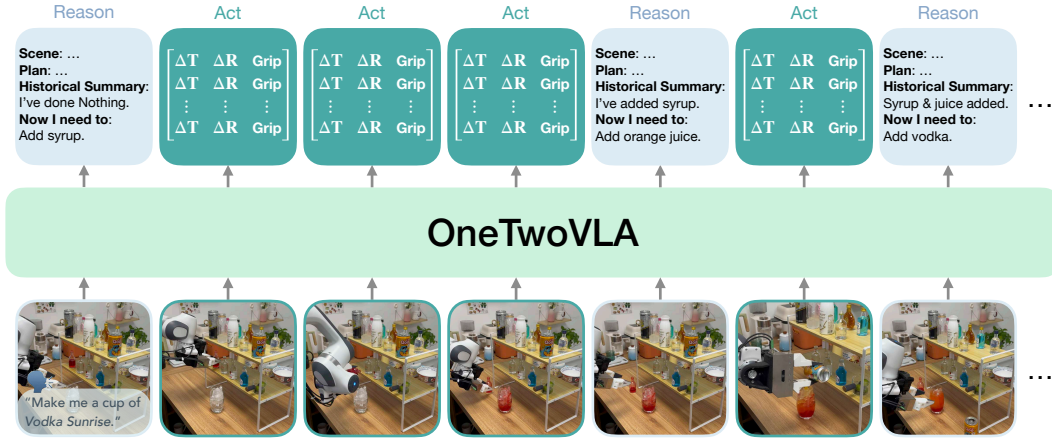 Reason
Act
Act
Act
Reason
Act
Reason
Scene: ...
Plan: ...
Historical Summary:
I've done Nothing.
Now I need to:
Add syrup.
ΔT ΔR Grip
ΔT ΔR Grip
⋮ ⋮ ⋮
ΔT ΔR Grip
ΔT ΔR Grip
ΔT ΔR Grip
⋮ ⋮ ⋮
ΔT ΔR Grip
ΔT ΔR Grip
ΔT ΔR Grip
⋮ ⋮ ⋮
ΔT ΔR Grip
Scene: ...
Plan: ...
Historical Summary:
I've added syrup.
Now I need to:
Add orange juice.
ΔT ΔR Grip
ΔT ΔR Grip
⋮ ⋮ ⋮
ΔT ΔR Grip
Scene: ...
Plan: ...
Historical Summary:
Syrup & juice added.
Now I need to:
Add vodka.
...
OneTwoVLA
"Make me a cup of
Vodka Sunrise."
...